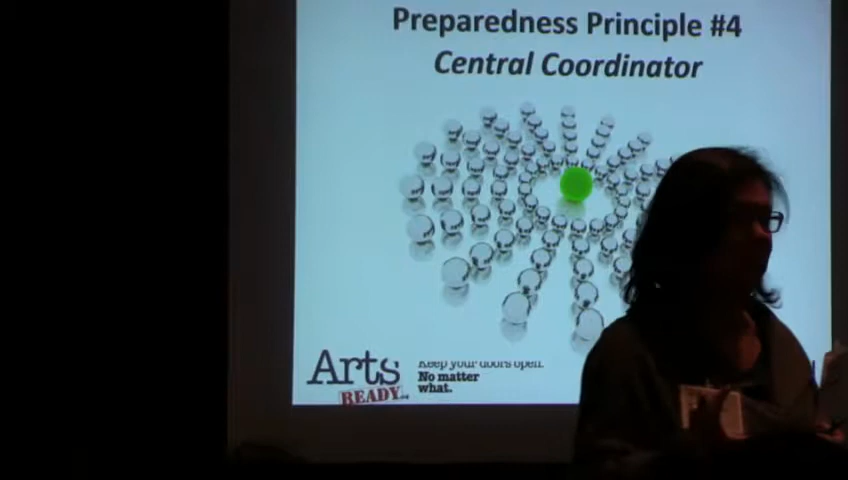 Preparedness Principle #4
Central Coordinator
Arts
READY
Keep your doors open.
No matter
what.